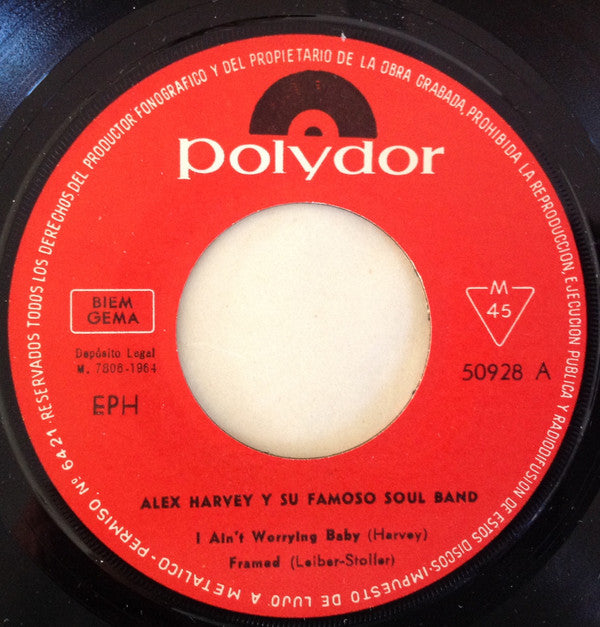 RESERVADOS TODOS LOS DERECHOS DEL PRODUCTOR FONOGRAFICO Y DEL PROPIETARIO DE LA OBRA GRABADA, PROHIBIDA LA REPRODUCCION, EJECUCION PUBLICA Y RADIODIFUSION DE ESTOS DISCOS·IMPUESTO DE LUJO A METALICO - PERMISO Nº 6421
polydor
BIEM
GEMA
M
45
Depósito Legal
M. 7806-1964
50928 A
EPH
ALEX HARVEY Y SU FAMOSO SOUL BAND
I Ain't Worrying Baby (Harvey)
Framed (Leiber-Stoller)